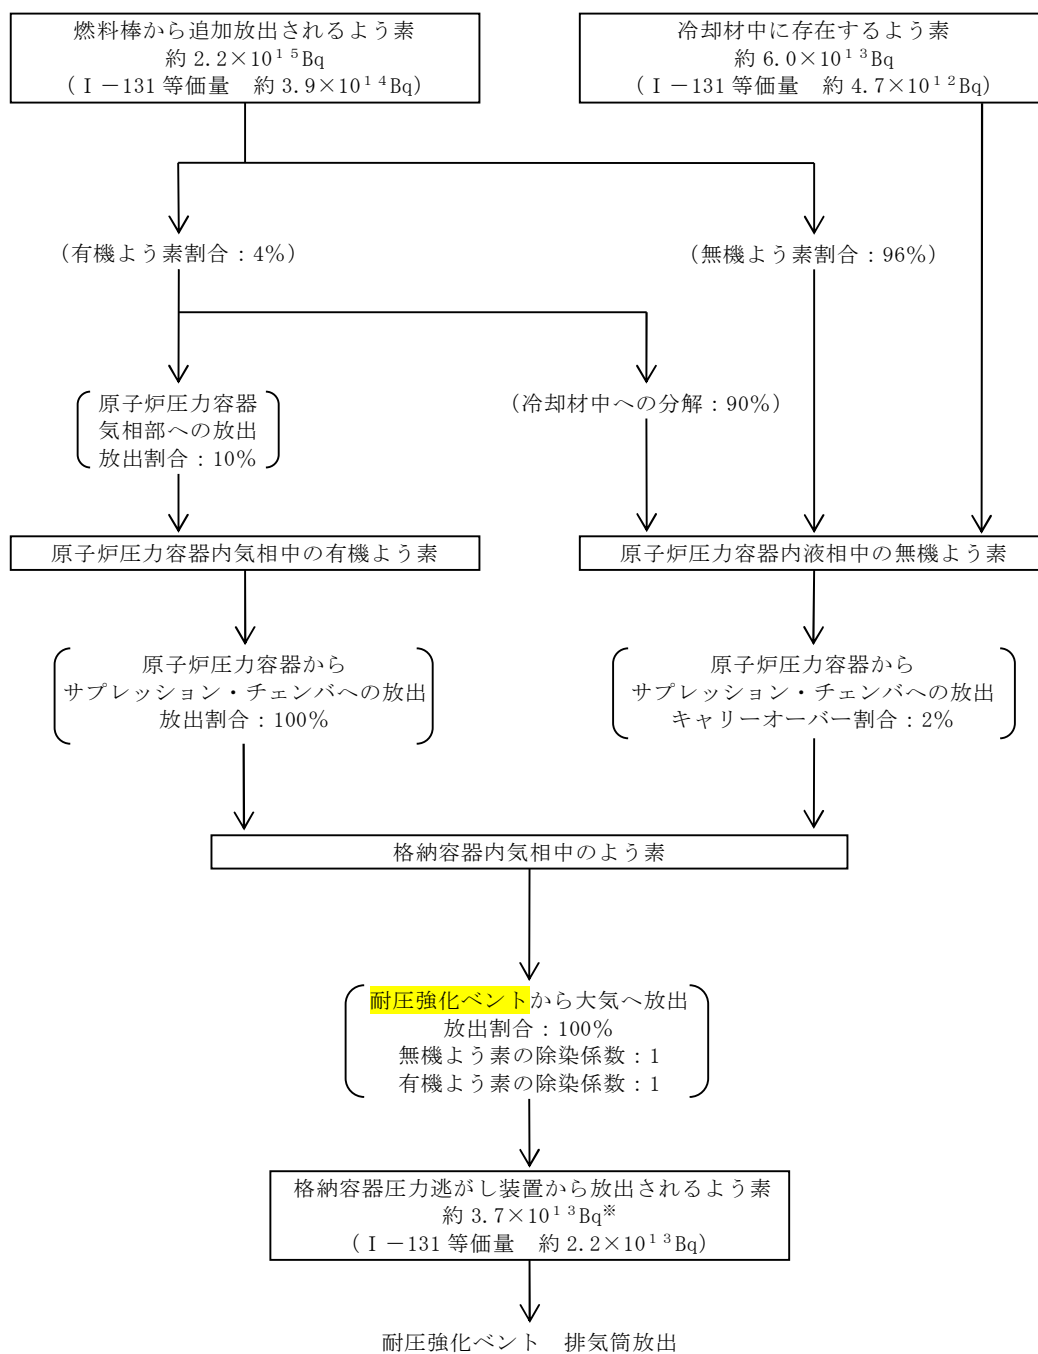 燃料棒から追加放出されるよう素
約 2.2×10¹⁵Bq
(Ⅰ−131 等価量　約 3.9×10¹⁴Bq)
冷却材中に存在するよう素
約 6.0×10¹³Bq
(Ⅰ−131 等価量　約 4.7×10¹²Bq)
(有機よう素割合：4%)
(無機よう素割合：96%)
原子炉圧力容器
気相部への放出
放出割合：10%
(冷却材中への分解：90%)
原子炉圧力容器内気相中の有機よう素
原子炉圧力容器内液相中の無機よう素
原子炉圧力容器から
サプレッション・チェンバへの放出
放出割合：100%
原子炉圧力容器から
サプレッション・チェンバへの放出
キャリーオーバー割合：2%
格納容器内気相中のよう素
耐圧強化ベントから大気へ放出
放出割合：100%
無機よう素の除染係数：1
有機よう素の除染係数：1
格納容器圧力逃がし装置から放出されるよう素
約 3.7×10¹³Bq※
(Ⅰ−131 等価量　約 2.2×10¹³Bq)
耐圧強化ベント　排気筒放出